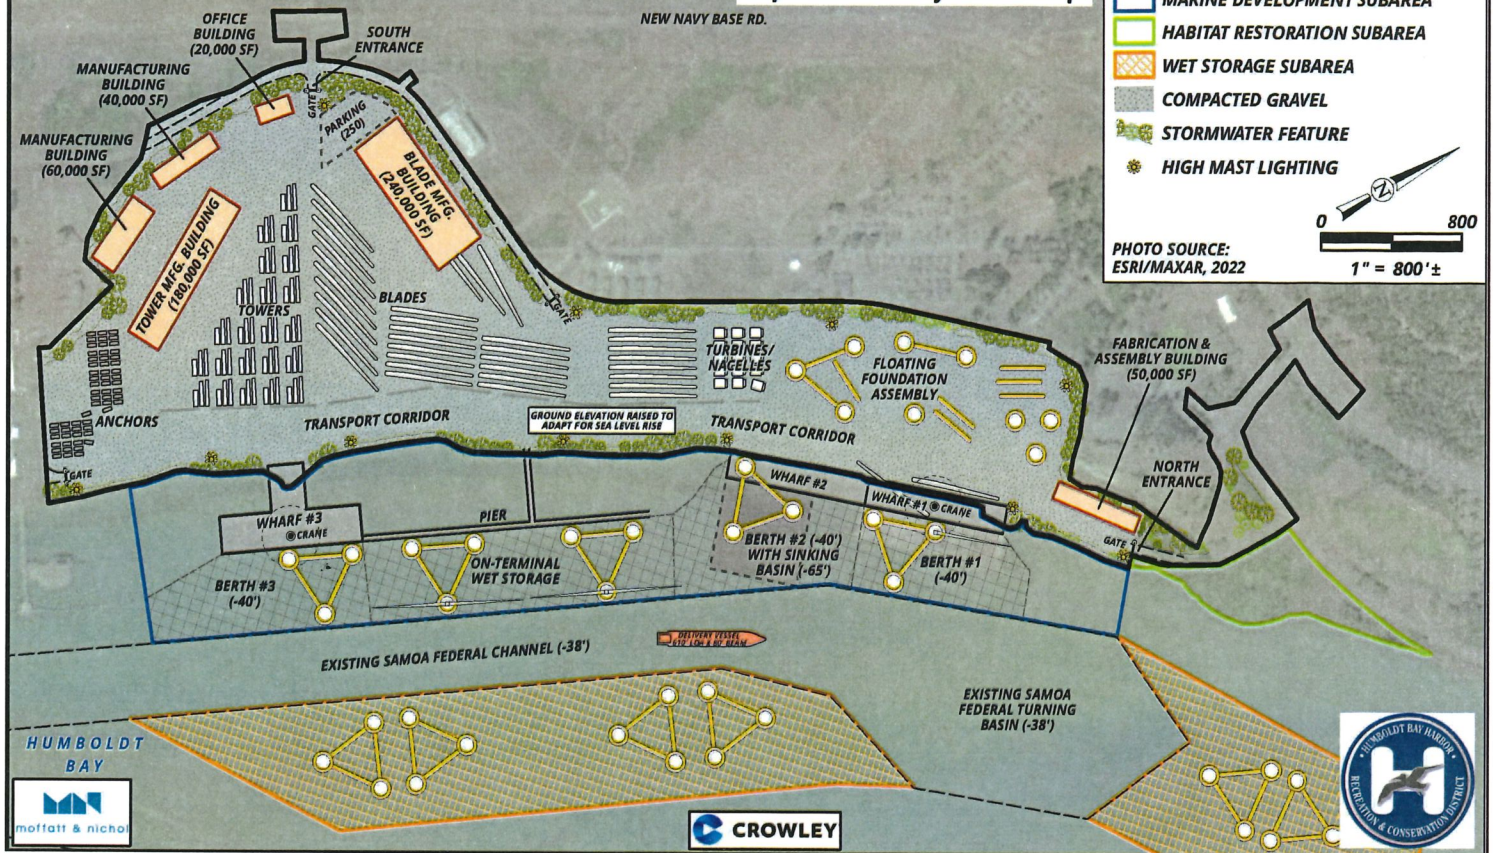 NEW NAVY BASE RD.
MARINE DEVELOPMENT SUBAREA
HABITAT RESTORATION SUBAREA
WET STORAGE SUBAREA
COMPACTED GRAVEL
STORMWATER FEATURE
HIGH MAST LIGHTING
N
0 800
1" = 800'±
PHOTO SOURCE:
ESRI/MAXAR, 2022
OFFICE
BUILDING
(20,000 SF)
SOUTH
ENTRANCE
MANUFACTURING
BUILDING
(40,000 SF)
MANUFACTURING
BUILDING
(60,000 SF)
GATE
PARKING
(250)
BLADE MFG.
BUILDING
(240,000 SF)
TOWER MFG. BUILDING
(180,000 SF)
TOWERS
BLADES
GATE
ANCHORS
GATE
TRANSPORT CORRIDOR
GROUND ELEVATION RAISED TO
ADAPT FOR SEA LEVEL RISE
TURBINES/
NACELLES
FLOATING
FOUNDATION
ASSEMBLY
TRANSPORT CORRIDOR
FABRICATION &
ASSEMBLY BUILDING
(50,000 SF)
NORTH
ENTRANCE
GATE
WHARF #3
CRANE
PIER
WHARF #2
WHARF #1
CRANE
BERTH #3
(-40')
ON-TERMINAL
WET STORAGE
BERTH #2 (-40')
WITH SINKING
BASIN (-65')
BERTH #1
(-40')
DELIVERY VESSEL
EXISTING SAMOA FEDERAL CHANNEL (-38')
EXISTING SAMOA
FEDERAL TURNING
BASIN (-38')
HUMBOLDT
BAY
moffatt & nichol
CROWLEY
HUMBOLDT BAY HARBOR
H
RECREATION & CONSERVATION DISTRICT